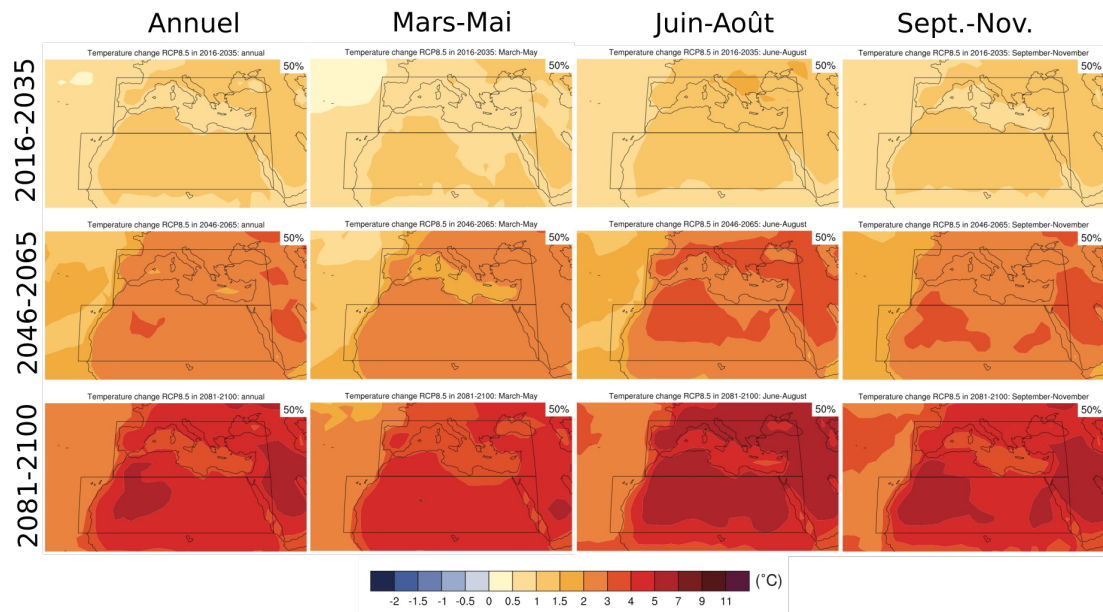 Annuel
Mars-Mai
Juin-Août
Sept.-Nov.
2016-2035
Temperature change RCP8.5 in 2016-2035: annual
50%
Temperature change RCP8.5 in 2016-2035: March-May
50%
Temperature change RCP8.5 in 2016-2035: June-August
50%
Temperature change RCP8.5 in 2016-2035: September-November
50%
2046-2065
Temperature change RCP8.5 in 2046-2065: annual
50%
Temperature change RCP8.5 in 2046-2065: March-May
50%
Temperature change RCP8.5 in 2046-2065: June-August
50%
Temperature change RCP8.5 in 2046-2065: September-November
50%
2081-2100
Temperature change RCP8.5 in 2081-2100: annual
50%
Temperature change RCP8.5 in 2081-2100: March-May
50%
Temperature change RCP8.5 in 2081-2100: June-August
50%
Temperature change RCP8.5 in 2081-2100: September-November
50%
(°C)
-2 -1.5 -1 -0.5 0 0.5 1 1.5 2 3 4 5 7 9 11